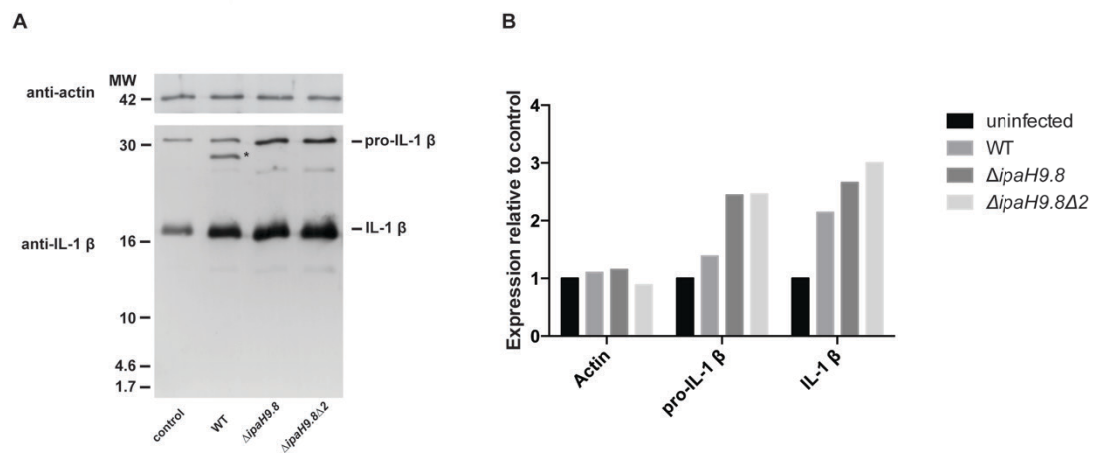 A
MW
anti-actin
42
30
pro-IL-1 β
*
anti-IL-1 β
IL-1 β
16
10
4.6
1.7
control
WT
ΔipaH9.8
ΔipaH9.8Δ2
B
Expression relative to control
4
3
2
1
0
Actin
pro-IL-1 β
IL-1 β
uninfected
WT
ΔipaH9.8
ΔipaH9.8Δ2